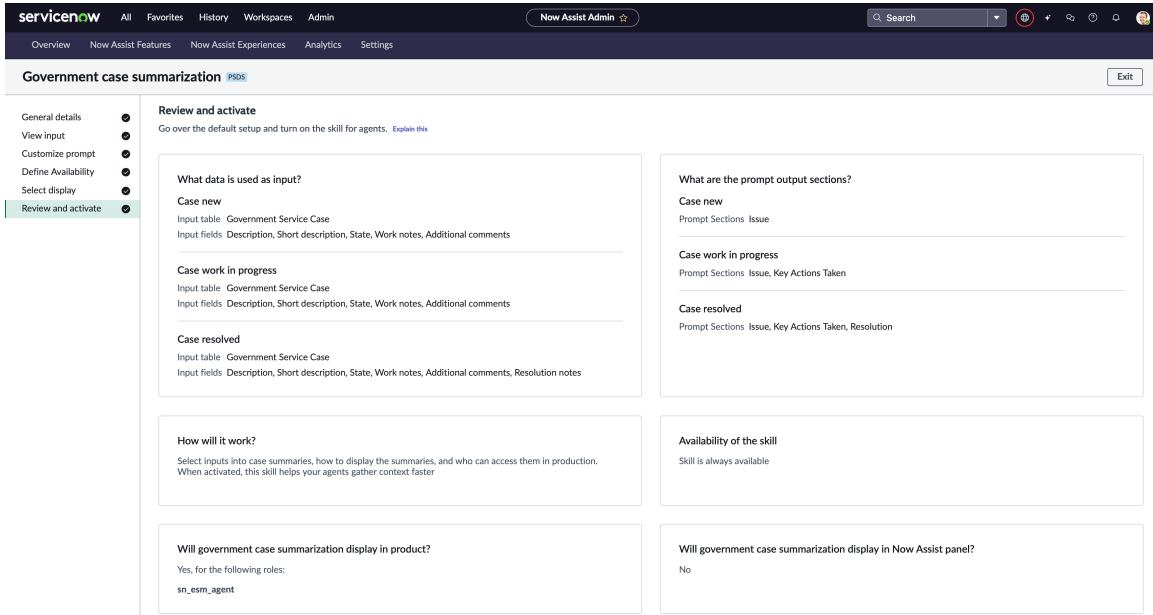 servicenow All Favorites History Workspaces Admin Now Assist Admin Search
Overview Now Assist Features Now Assist Experiences Analytics Settings
Government case summarization PSDS Exit
General details
View input
Customize prompt
Define Availability
Select display
Review and activate
Review and activate
Go over the default setup and turn on the skill for agents. Explain this
What data is used as input?
Case new
Input table Government Service Case
Input fields Description, Short description, State, Work notes, Additional comments
Case work in progress
Input table Government Service Case
Input fields Description, Short description, State, Work notes, Additional comments
Case resolved
Input table Government Service Case
Input fields Description, Short description, State, Work notes, Additional comments, Resolution notes
What are the prompt output sections?
Case new
Prompt Sections Issue
Case work in progress
Prompt Sections Issue, Key Actions Taken
Case resolved
Prompt Sections Issue, Key Actions Taken, Resolution
How will it work?
Select inputs into case summaries, how to display the summaries, and who can access them in production.
When activated, this skill helps your agents gather context faster
Availability of the skill
Skill is always available
Will government case summarization display in product?
Yes, for the following roles:
sn_esm_agent
Will government case summarization display in Now Assist panel?
No